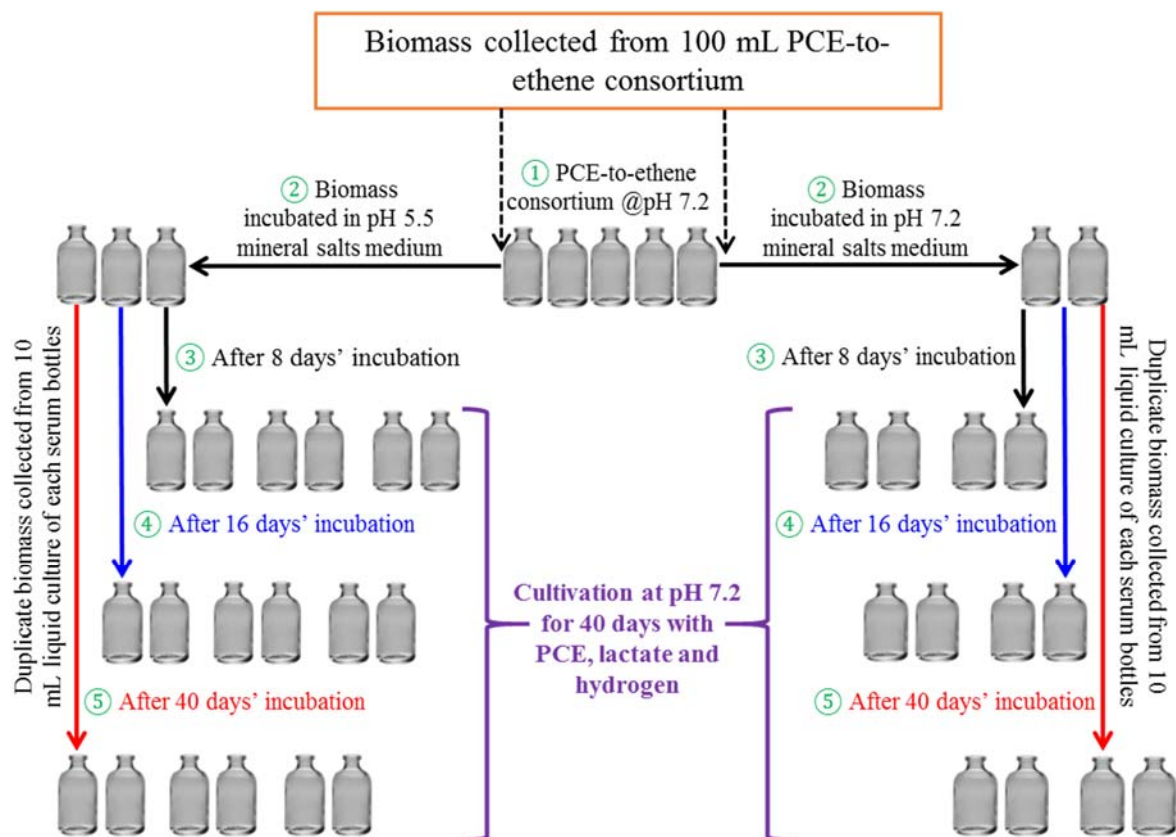 Biomass collected from 100 mL PCE-to-
ethene consortium
① PCE-to-ethene
consortium @pH 7.2
② Biomass
incubated in pH 5.5
mineral salts medium
② Biomass
incubated in pH 7.2
mineral salts medium
Duplicate biomass collected from 10
mL liquid culture of each serum bottles
③ After 8 days’ incubation
③ After 8 days’ incubation
④ After 16 days’ incubation
④ After 16 days’ incubation
Cultivation at pH 7.2
for 40 days with
PCE, lactate and
hydrogen
⑤ After 40 days’ incubation
⑤ After 40 days’ incubation
Duplicate biomass collected from 10
mL liquid culture of each serum bottles